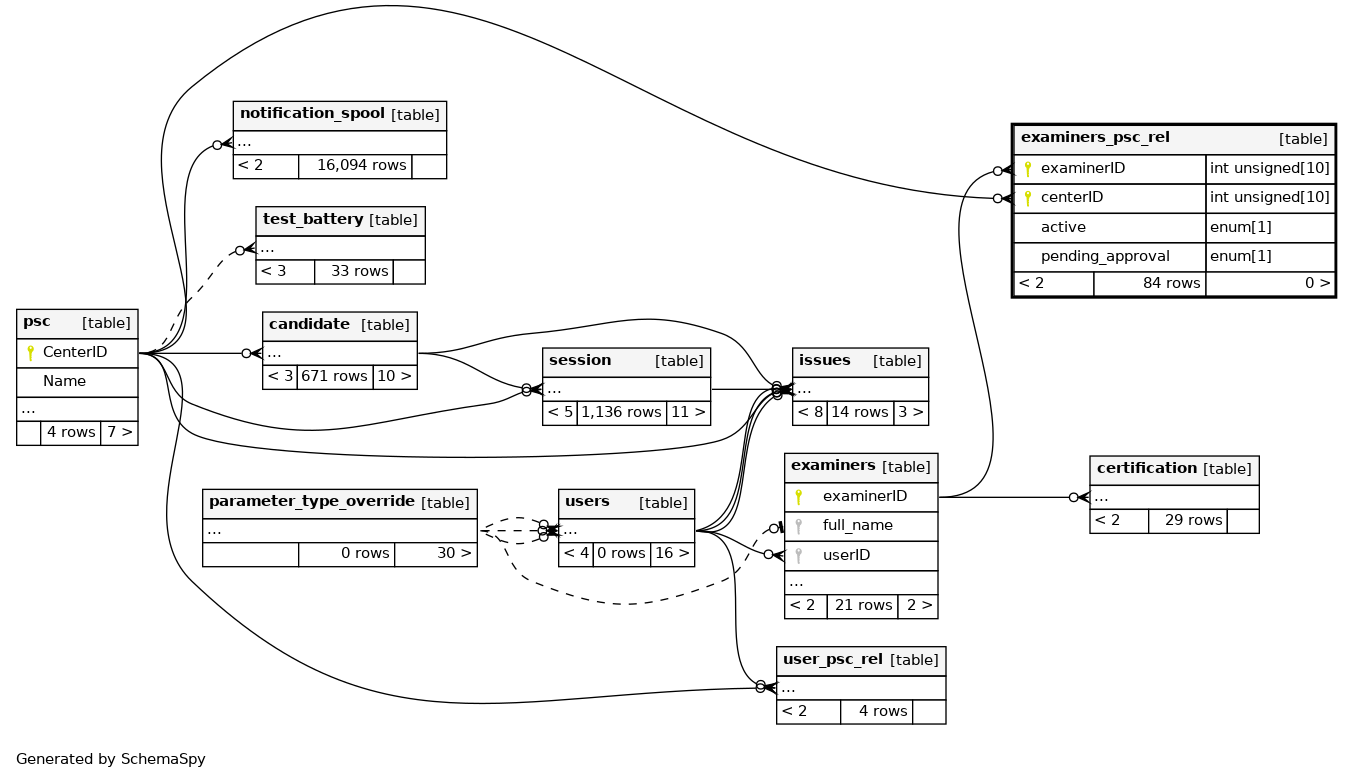 notification_spool [table]
...
< 2 16,094 rows
test_battery [table]
...
< 3 33 rows
psc [table]
CenterID
Name
...
4 rows 7 >
candidate [table]
...
< 3 671 rows 10 >
session [table]
...
< 5 1,136 rows 11 >
issues [table]
...
< 8 14 rows 3 >
examiners_psc_rel [table]
examinerID int unsigned[10]
centerID int unsigned[10]
active enum[1]
pending_approval enum[1]
< 2 84 rows 0 >
parameter_type_override [table]
...
0 rows 30 >
users [table]
...
< 4 0 rows 16 >
examiners [table]
examinerID
full_name
userID
...
< 2 21 rows 2 >
certification [table]
...
< 2 29 rows
user_psc_rel [table]
...
< 2 4 rows
Generated by SchemaSpy